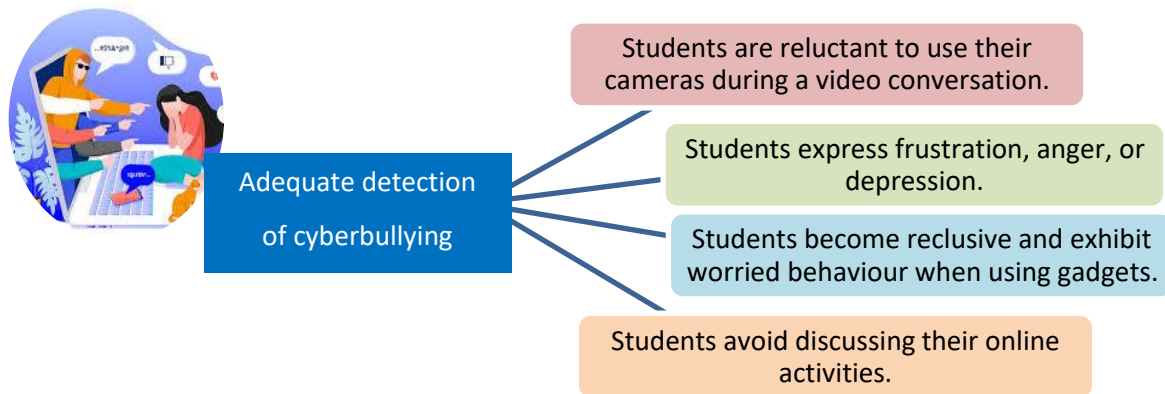 Adequate detection
of cyberbullying
Students are reluctant to use their
cameras during a video conversation.
Students express frustration, anger, or
depression.
Students become reclusive and exhibit
worried behaviour when using gadgets.
Students avoid discussing their online
activities.